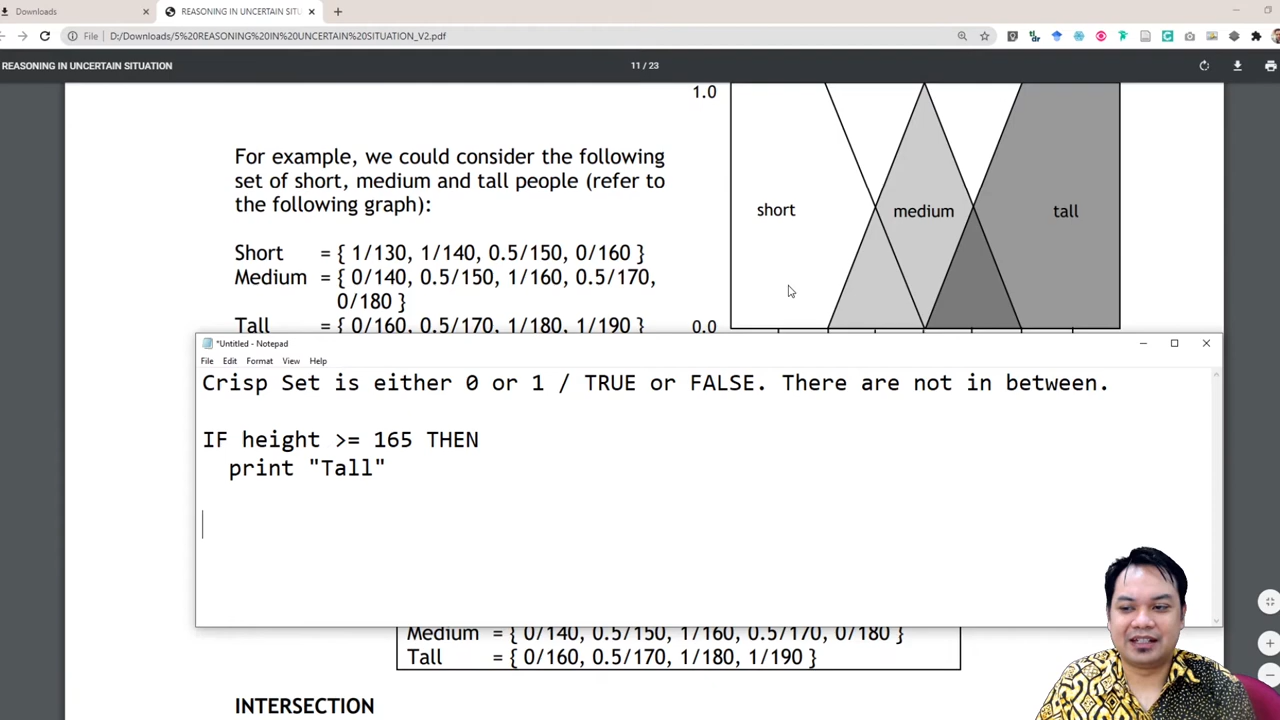 Downloads
REASONING IN UNCERTAIN SITU
File
D:/Downloads/5%20REASONING%20IN%20UNCERTAIN%20SITUATION_V2.pdf
REASONING IN UNCERTAIN SITUATION
11 / 23
For example, we could consider the following
set of short, medium and tall people (refer to
the following graph):
Short = { 1/130, 1/140, 0.5/150, 0/160 }
Medium = { 0/140, 0.5/150, 1/160, 0.5/170,
0/180 }
Tall = { 0/160, 0.5/170, 1/180, 1/190 }
1.0
short
medium
tall
0.0
*Untitled - Notepad
File Edit Format View Help
Crisp Set is either 0 or 1 / TRUE or FALSE. There are not in between.
IF height >= 165 THEN
print "Tall"
Medium = { 0/140, 0.5/150, 1/160, 0.5/170, 0/180 }
Tall = { 0/160, 0.5/170, 1/180, 1/190 }
INTERSECTION